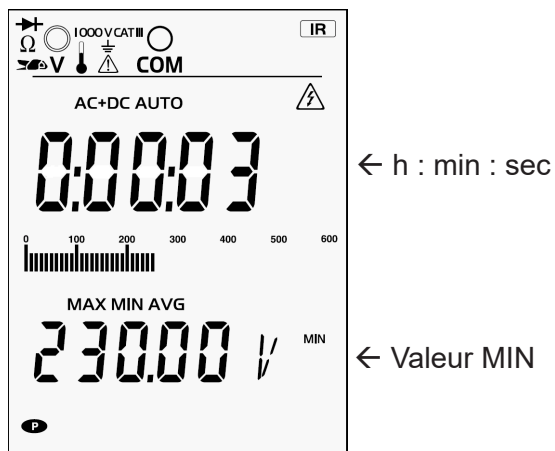 1000 V CAT III
IR
Ω
V COM
AC+DC AUTO
0:00:03
← h : min : sec
0 100 200 300 400 500 600
MAX MIN AVG
230.00 V MIN
← Valeur MIN
P